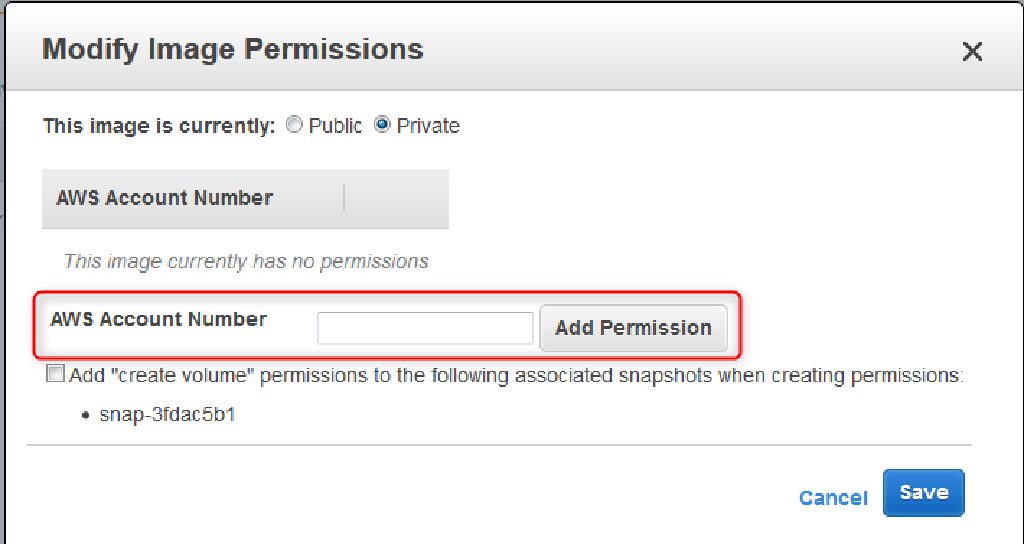 Modify Image Permissions
This image is currently: Public Private
AWS Account Number
This image currently has no permissions
AWS Account Number Add Permission
Add "create volume" permissions to the following associated snapshots when creating permissions:
• snap-3fdac5b1
Cancel Save